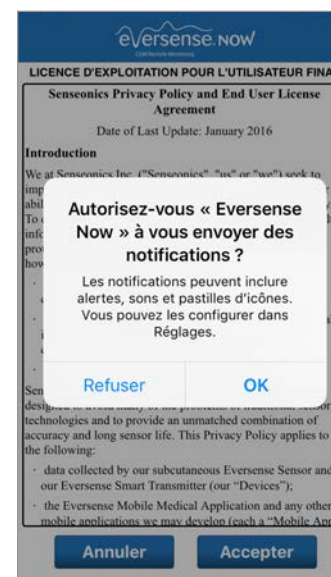 eversense NOW
LICENCE D'EXPLOITATION POUR L'UTILISATEUR FINA
Senseonics Privacy Policy and End User License
Agreement
Date of Last Update: January 2016
Introduction
We at Senseonics Inc. ("Senseonics", "us" or "we") seek to
Autorisez-vous « Eversense
Now » à vous envoyer des
notifications ?
Les notifications peuvent inclure
alertes, sons et pastilles d'icônes.
Vous pouvez les configurer dans
Réglages.
Refuser
OK
technologies and to provide an unmatched combination of
accuracy and long sensor life. This Privacy Policy applies to
the following:
· data collected by our subcutaneous Eversense Sensor and
our Eversense Smart Transmitter (our "Devices");
· the Eversense Mobile Medical Application and any other
mobile applications we may develop (each a "Mobile App
Annuler
Accepter